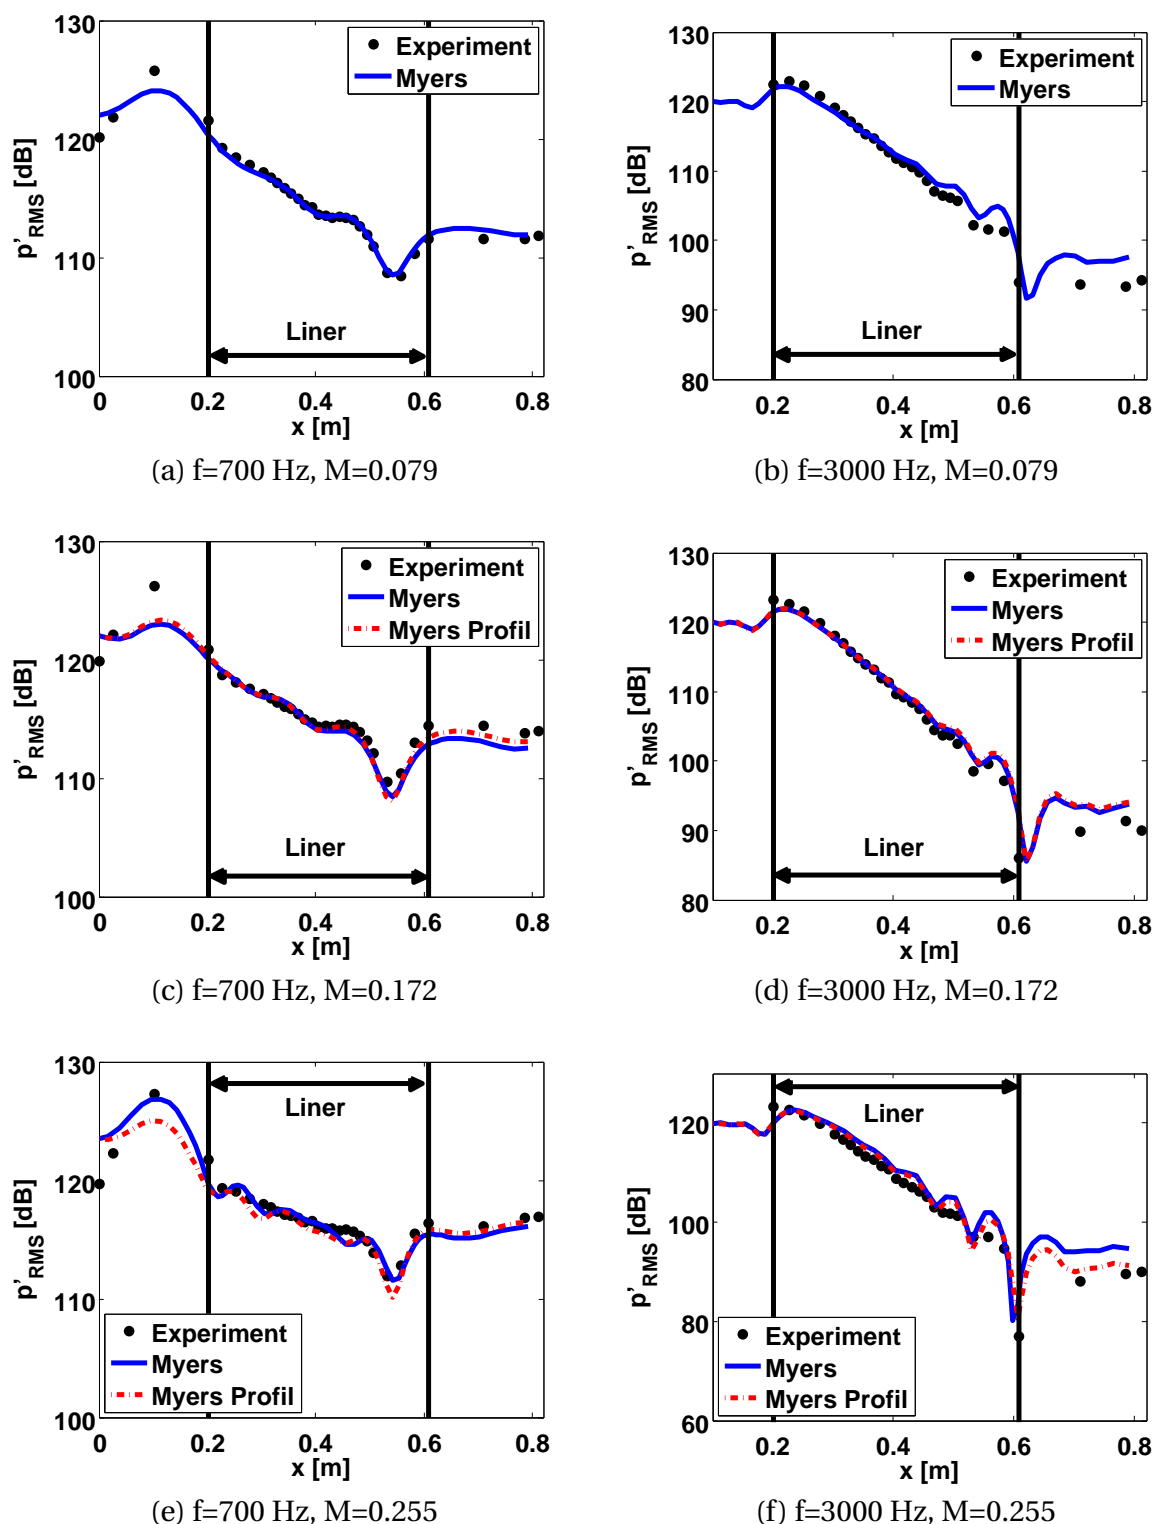 130
120
110
100
p'RMS [dB]
Experiment
Myers
Liner
0 0.2 0.4 0.6 0.8
x [m]
(a) f=700 Hz, M=0.079
130
120
110
100
90
80
p'RMS [dB]
Experiment
Myers
Liner
0.2 0.4 0.6 0.8
x [m]
(b) f=3000 Hz, M=0.079
130
120
110
100
p'RMS [dB]
Experiment
Myers
Myers Profil
Liner
0 0.2 0.4 0.6 0.8
x [m]
(c) f=700 Hz, M=0.172
130
120
110
100
90
80
p'RMS [dB]
Experiment
Myers
Myers Profil
Liner
0.2 0.4 0.6 0.8
x [m]
(d) f=3000 Hz, M=0.172
130
120
110
100
p'RMS [dB]
Liner
Experiment
Myers
Myers Profil
0 0.2 0.4 0.6 0.8
x [m]
(e) f=700 Hz, M=0.255
120
100
80
60
p'RMS [dB]
Liner
Experiment
Myers
Myers Profil
0.2 0.4 0.6 0.8
x [m]
(f) f=3000 Hz, M=0.255